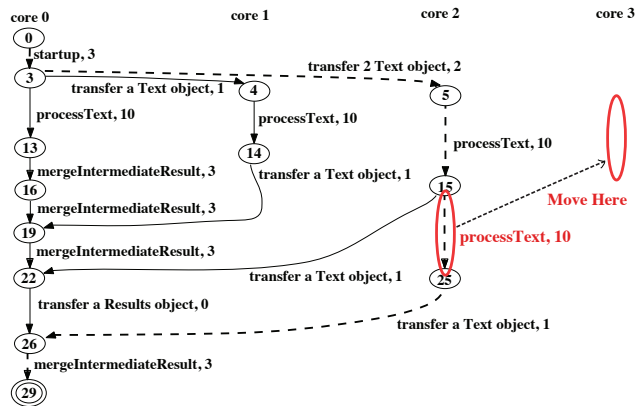 core 0 core 1 core 2 core 3
0
startup, 3
3
transfer 2 Text object, 2
transfer a Text object, 1
4
5
processText, 10
processText, 10
processText, 10
13
14
mergeIntermediateResult, 3
transfer a Text object, 1
16
15
mergeIntermediateResult, 3
Move Here
19
processText, 10
mergeIntermediateResult, 3
transfer a Text object, 1
22
25
transfer a Results object, 0
transfer a Text object, 1
26
mergeIntermediateResult, 3
29